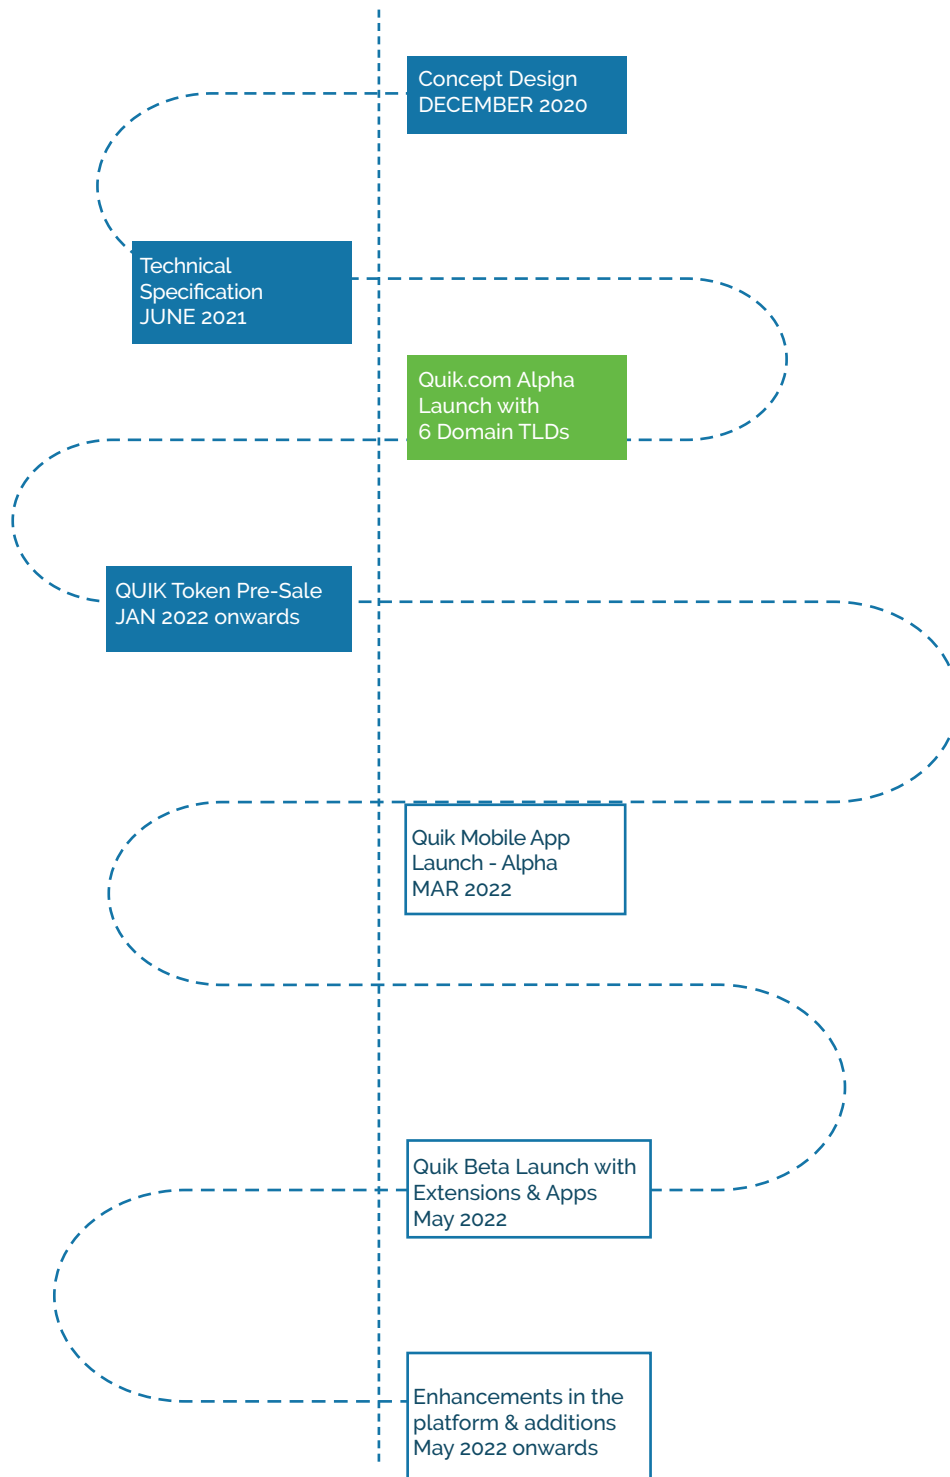 Concept Design
DECEMBER 2020
Technical
Specification
JUNE 2021
Quik.com Alpha
Launch with
6 Domain TLDs
QUIK Token Pre-Sale
JAN 2022 onwards
Quik Mobile App
Launch - Alpha
MAR 2022
Quik Beta Launch with
Extensions & Apps
May 2022
Enhancements in the
platform & additions
May 2022 onwards